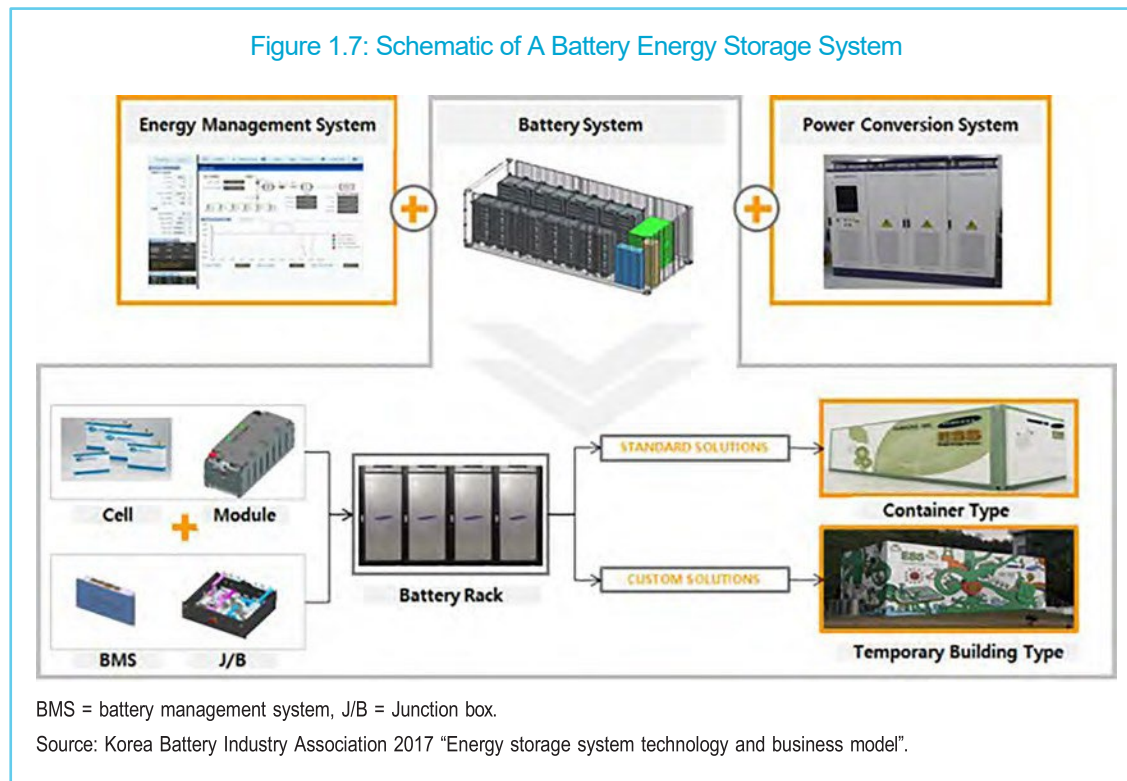 Figure 1.7: Schematic of A Battery Energy Storage System
Energy Management System
Battery System
Power Conversion System
Cell
Module
BMS
J/B
Battery Rack
STANDARD SOLUTIONS
CUSTOM SOLUTIONS
Container Type
ESS
Temporary Building Type
BMS = battery management system, J/B = Junction box.
Source: Korea Battery Industry Association 2017 “Energy storage system technology and business model”.